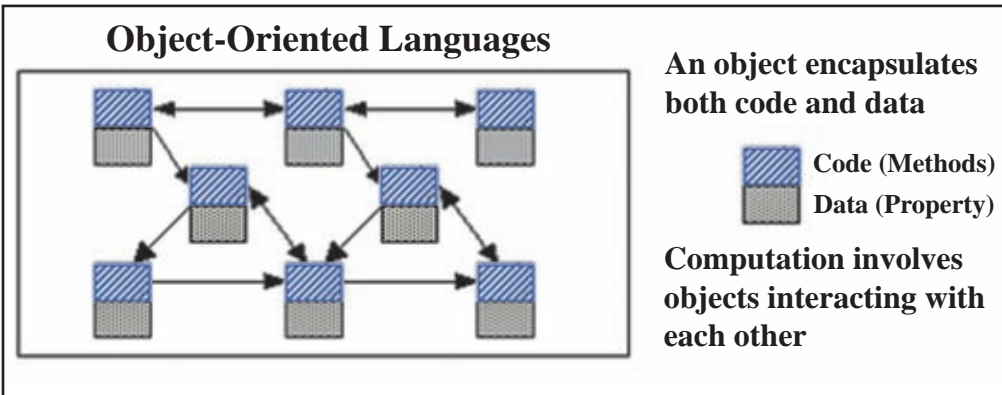 Object-Oriented Languages
An object encapsulates
both code and data
Code (Methods)
Data (Property)
Computation involves
objects interacting with
each other